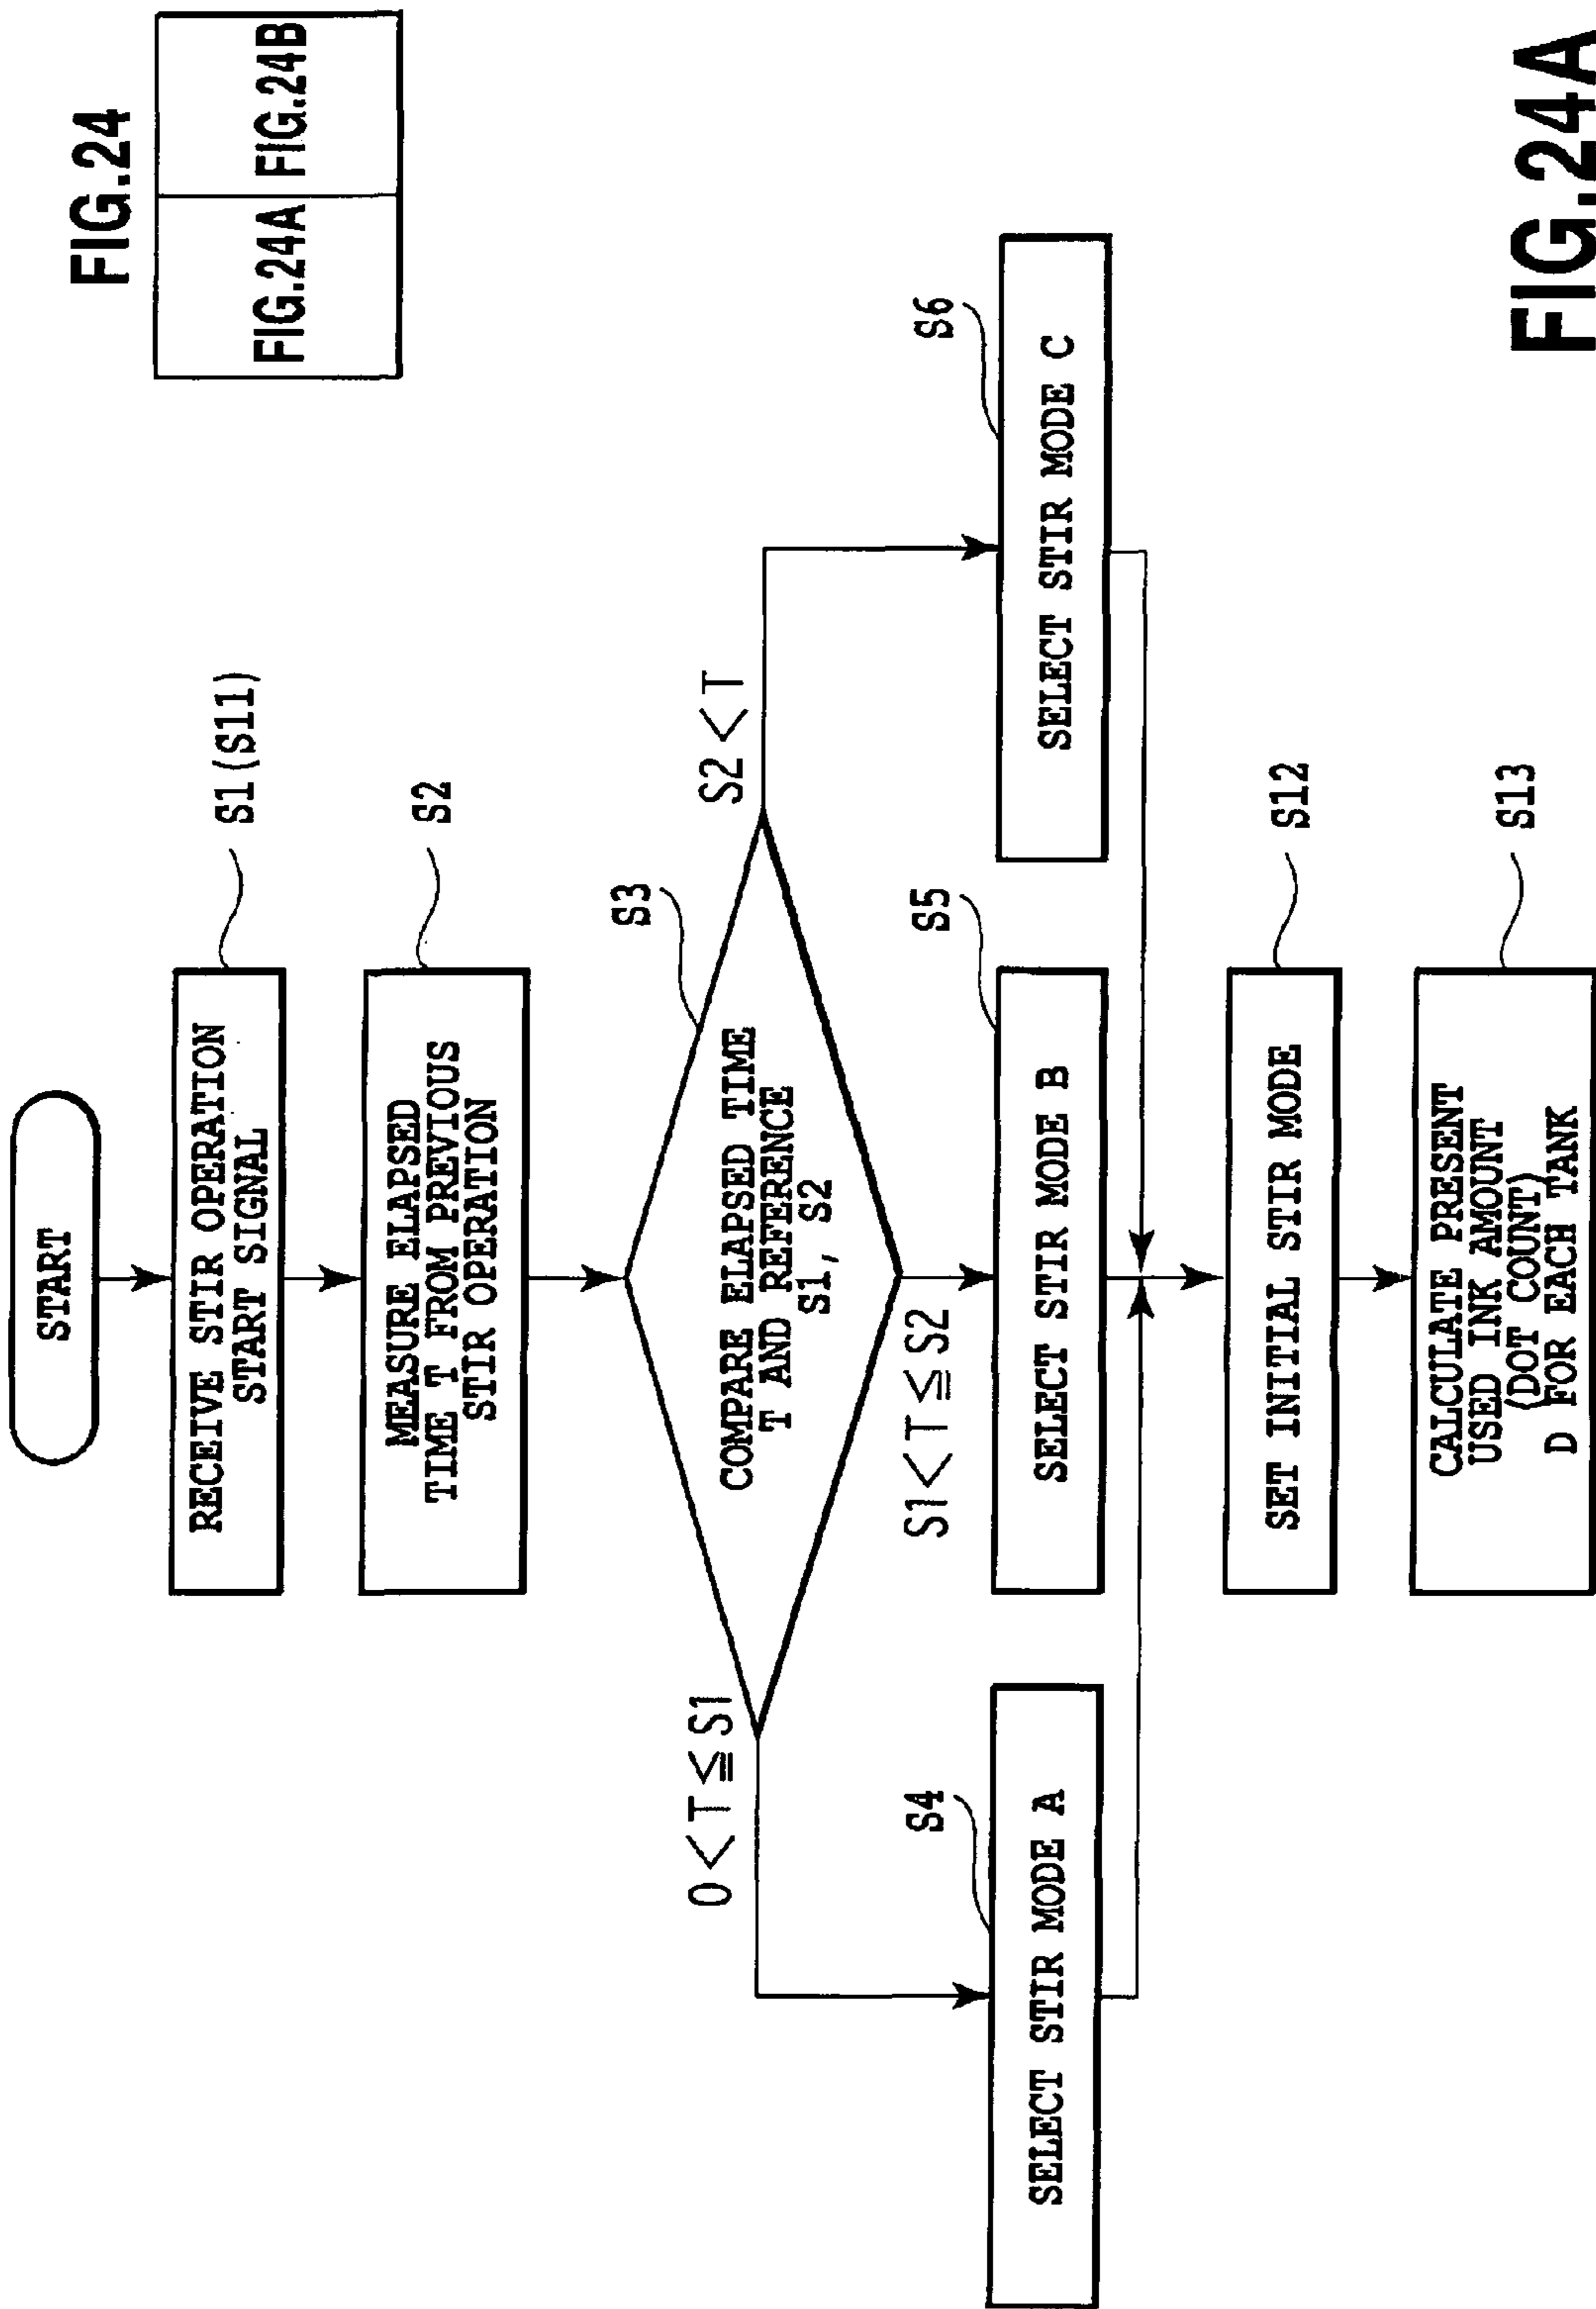 FIG.24
FIG.24A FIG.24B
START
RECEIVE STIR OPERATION
START SIGNAL
S1(S11)
MEASURE ELAPSED
TIME T FROM PREVIOUS
STIR OPERATION
S2
COMPARE ELAPSED TIME
T AND REFERENCE
S1, S2
S3
0<T≦S1
S1<T≦S2
S2<T
SELECT STIR MODE A
S4
SELECT STIR MODE B
S5
SELECT STIR MODE C
S6
SET INITIAL STIR MODE
S12
CALCULATE PRESENT
USED INK AMOUNT
(DOT COUNT)
D FOR EACH TANK
S13
FIG.24A